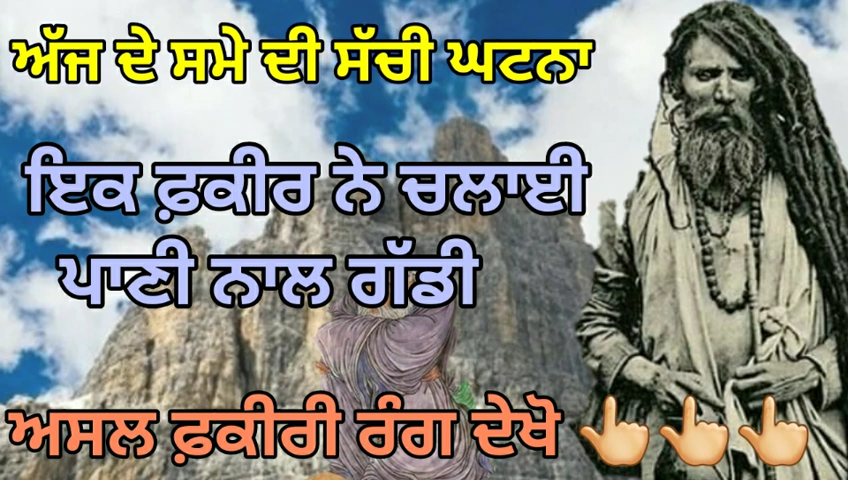 ਅੱਜ ਦੇ ਸਮੇ ਦੀ ਸੱਚੀ ਘਟਨਾ
ਇਕ ਫ਼ਕੀਰ ਨੇ ਚਲਾਈ
ਪਾਣੀ ਨਾਲ ਗੱਡੀ
ਅਸਲ ਫ਼ਕੀਰੀ ਰੰਗ ਦੇਖੋ 👆🏻👆🏻👆🏻